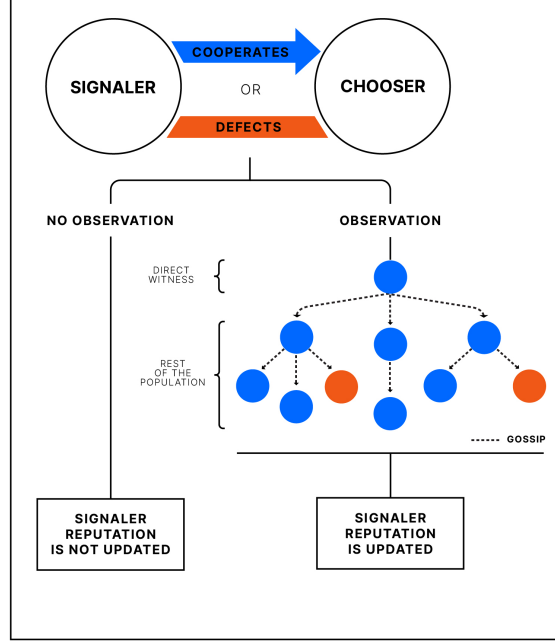 SIGNALER
COOPERATES
OR
DEFECTS
CHOOSER
NO OBSERVATION
OBSERVATION
DIRECT
WITNESS
REST
OF THE
POPULATION
GOSSIP
SIGNALER
REPUTATION
IS NOT UPDATED
SIGNALER
REPUTATION
IS UPDATED